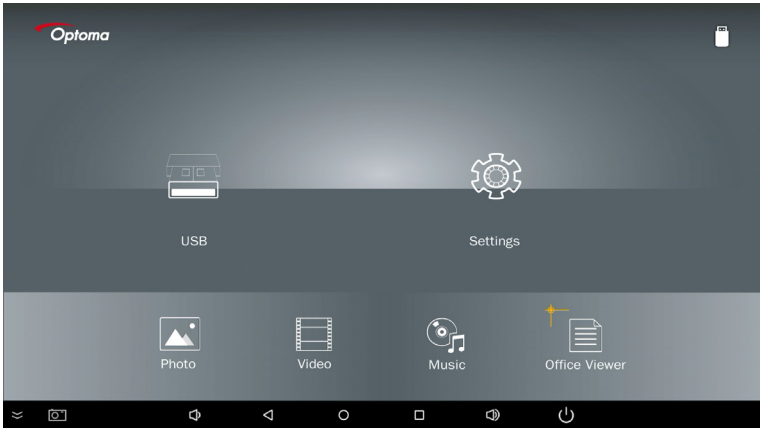 Optoma
USB
Settings
Photo
Video
Music
Office Viewer